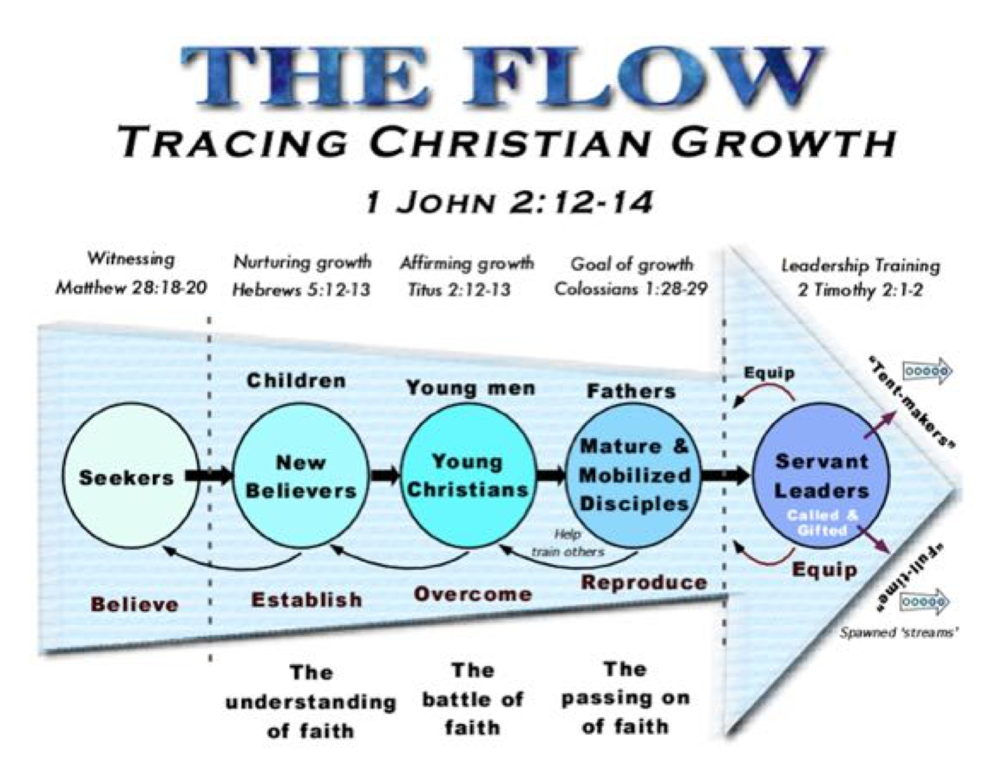 THE FLOW
TRACING CHRISTIAN GROWTH
1 JOHN 2:12-14
Witnessing
Matthew 28:18-20
Nurturing growth
Hebrews 5:12-13
Affirming growth
Titus 2:12-13
Goal of growth
Colossians 1:28-29
Leadership Training
2 Timothy 2:1-2
Children
Young men
Fathers
Equip
"Tent-makers"
00000
Seekers
New
Believers
Young
Christians
Mature &
Mobilized
Disciples
Servant
Leaders
Called &
Gifted
Help
train others
Believe
Establish
Overcome
Reproduce
Equip
"full-time"
00000
Spawned 'streams'
The
understanding
of faith
The
battle of
faith
The
passing on
of faith